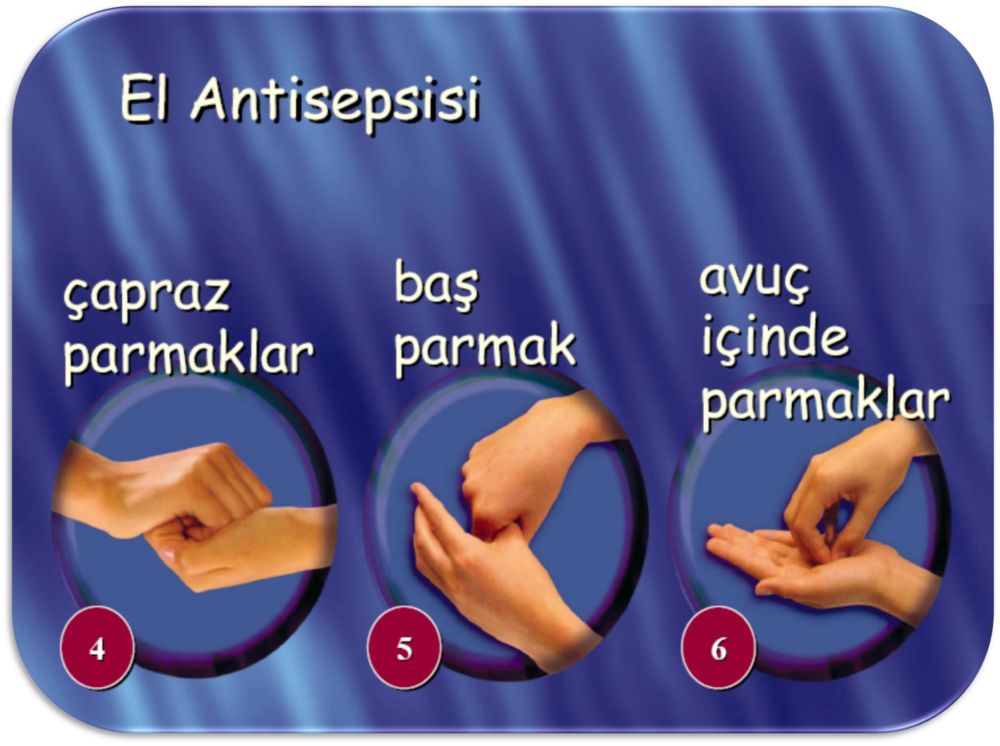 El Antisepsisi
çapraz
parmaklar
baş
parmak
avuç
içinde
parmaklar
4
5
6